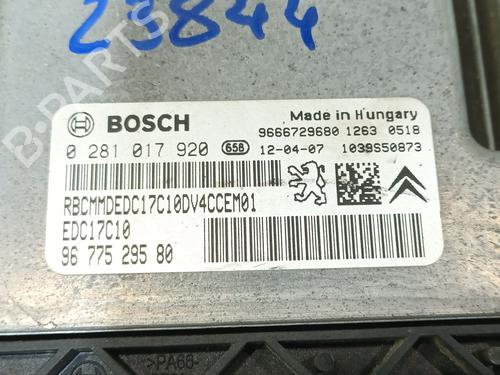 23844
B-PARTS
BOSCH
Made in Hungary
9666729680 1263 0518
0 281 017 920 656 12-04-07 1039S50873
RBCMMDEDC17C10DV4CCEM01
EDC17C10
96 775 295 80
>PA66-